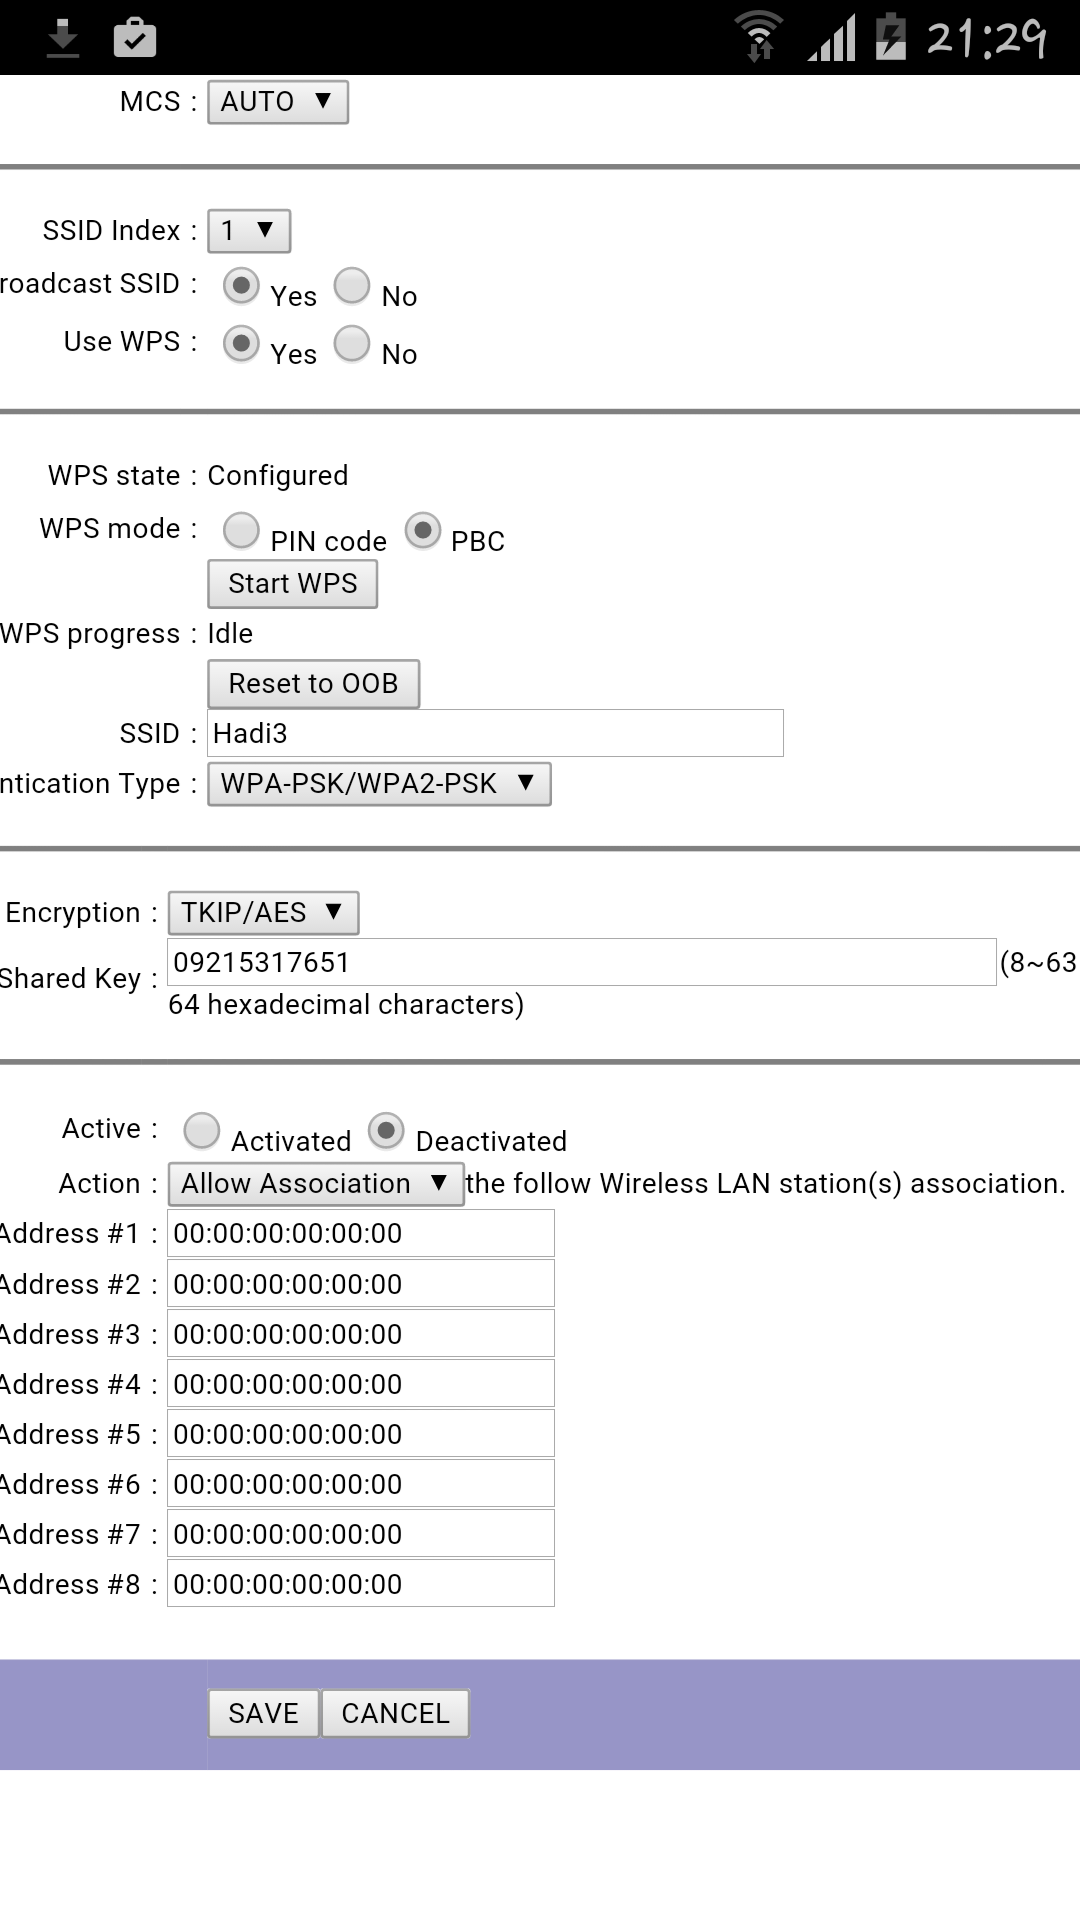 21:29
MCS : AUTO ▼
SSID Index : 1 ▼
roadcast SSID : Yes No
Use WPS : Yes No
WPS state : Configured
WPS mode : PIN code PBC
Start WPS
WPS progress : Idle
Reset to OOB
SSID : Hadi3
ntication Type : WPA-PSK/WPA2-PSK ▼
Encryption : TKIP/AES ▼
Shared Key : 09215317651 (8~63
64 hexadecimal characters)
Active : Activated Deactivated
Action : Allow Association ▼ the follow Wireless LAN station(s) association.
Address #1 : 00:00:00:00:00:00
Address #2 : 00:00:00:00:00:00
Address #3 : 00:00:00:00:00:00
Address #4 : 00:00:00:00:00:00
Address #5 : 00:00:00:00:00:00
Address #6 : 00:00:00:00:00:00
Address #7 : 00:00:00:00:00:00
Address #8 : 00:00:00:00:00:00
SAVE CANCEL